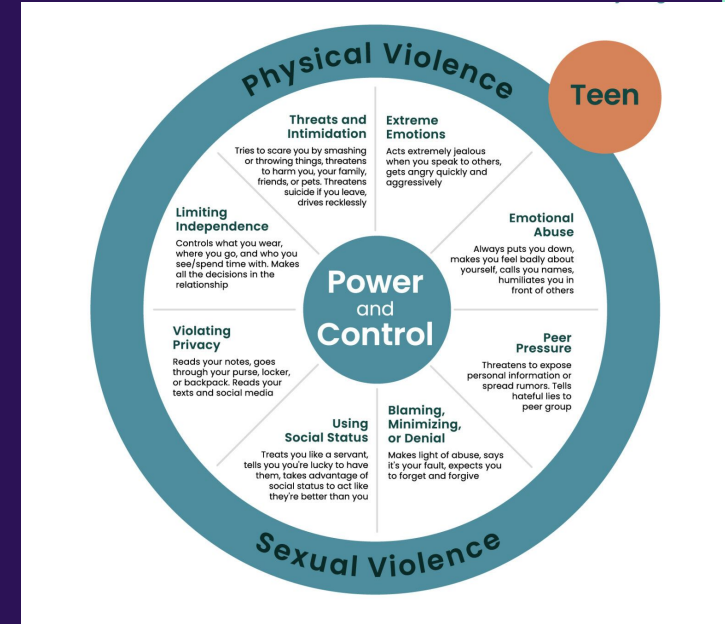 Physical Violence
Teen
Threats and
Intimidation
Tries to scare you by smashing
or throwing things, threatens
to harm you, your family,
friends, or pets. Threatens
suicide if you leave,
drives recklessly
Extreme
Emotions
Acts extremely jealous
when you speak to others,
gets angry quickly and
aggressively
Limiting
Independence
Controls what you wear,
where you go, and who you
see/spend time with. Makes
all the decisions in the
relationship
Emotional
Abuse
Always puts you down,
makes you feel badly about
yourself, calls you names,
humiliates you in
front of others
Power
and
Control
Violating
Privacy
Reads your notes, goes
through your purse, locker,
or backpack. Reads your
texts and social media
Peer
Pressure
Threatens to expose
personal information or
spread rumors. Tells
hateful lies to
peer group
Using
Social Status
Treats you like a servant,
tells you you're lucky to have
them, takes advantage of
social status to act like
they're better than you
Blaming,
Minimizing,
or Denial
Makes light of abuse, says
it's your fault, expects you
to forget and forgive
Sexual Violence